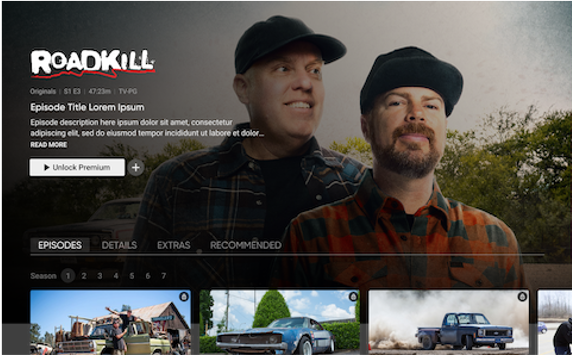 ROADKILL
Originals | S1 E3 | 47:23m | TV-PG
Episode Title Lorem Ipsum
Episode description here ipsum dolor sit amet, consectetur
adipiscing elit, sed do eiusmod tempor incididunt ut labore et dolor...
READ MORE
Unlock Premium +
EPISODES DETAILS EXTRAS RECOMMENDED
Season 1 2 3 4 5 6 7